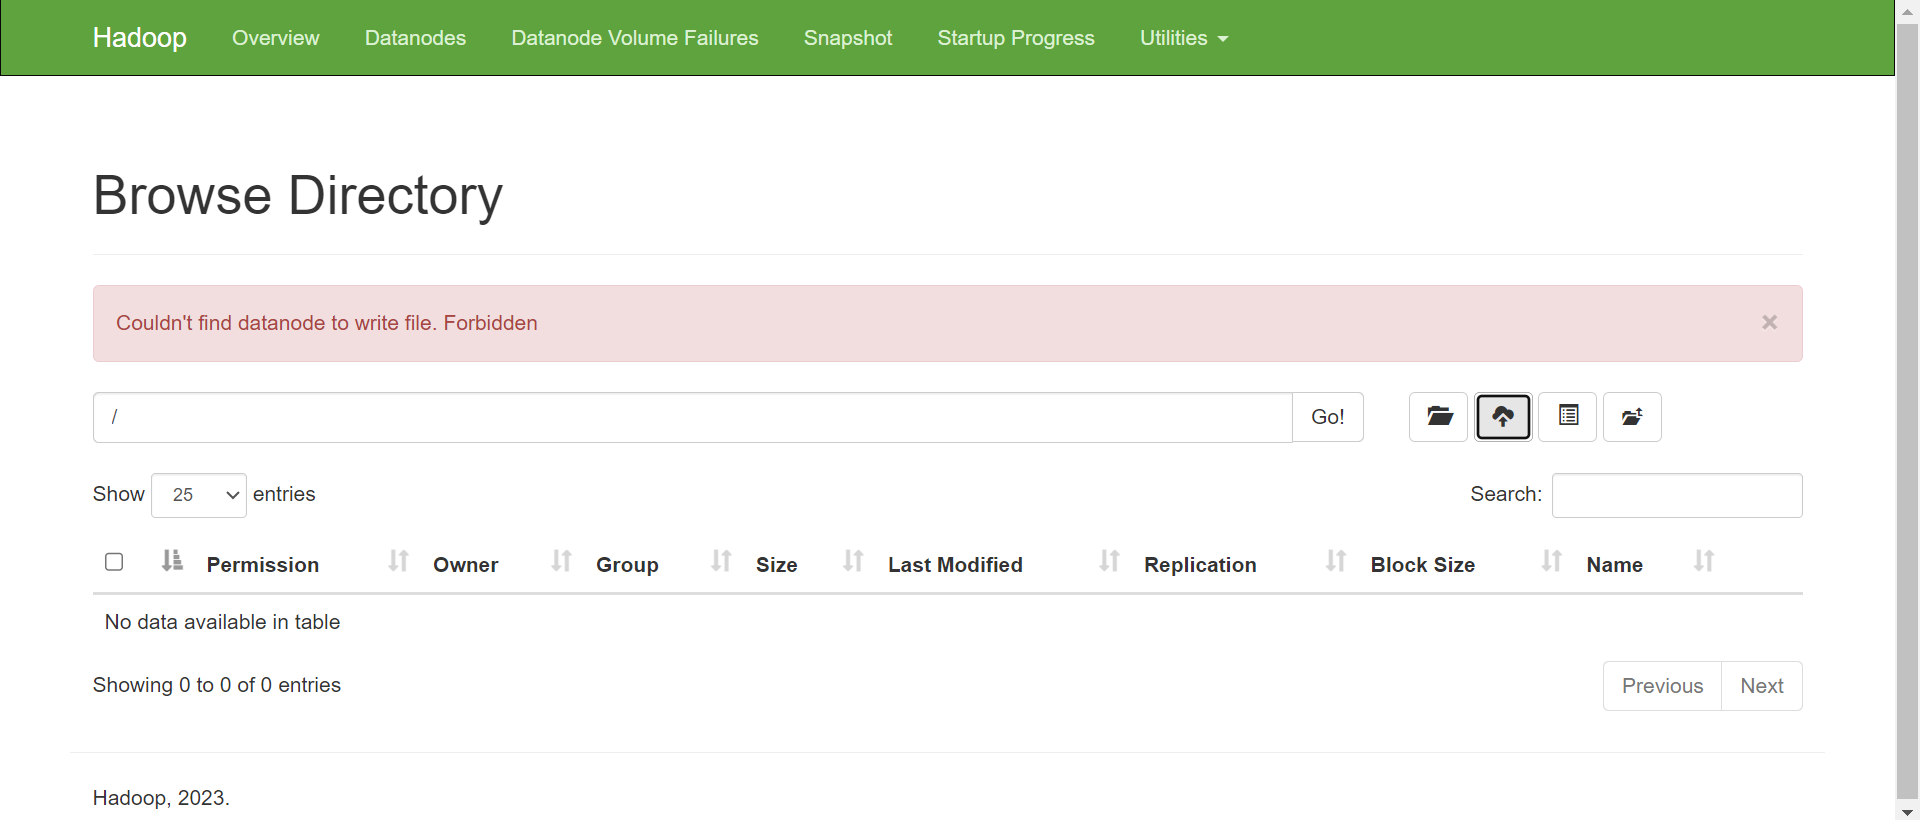 Hadoop Overview Datanodes Datanode Volume Failures Snapshot Startup Progress Utilities
Browse Directory
Couldn't find datanode to write file. Forbidden ×
/ Go!
Show 25 entries Search:
Permission Owner Group Size Last Modified Replication Block Size Name
No data available in table
Showing 0 to 0 of 0 entries Previous Next
Hadoop, 2023.